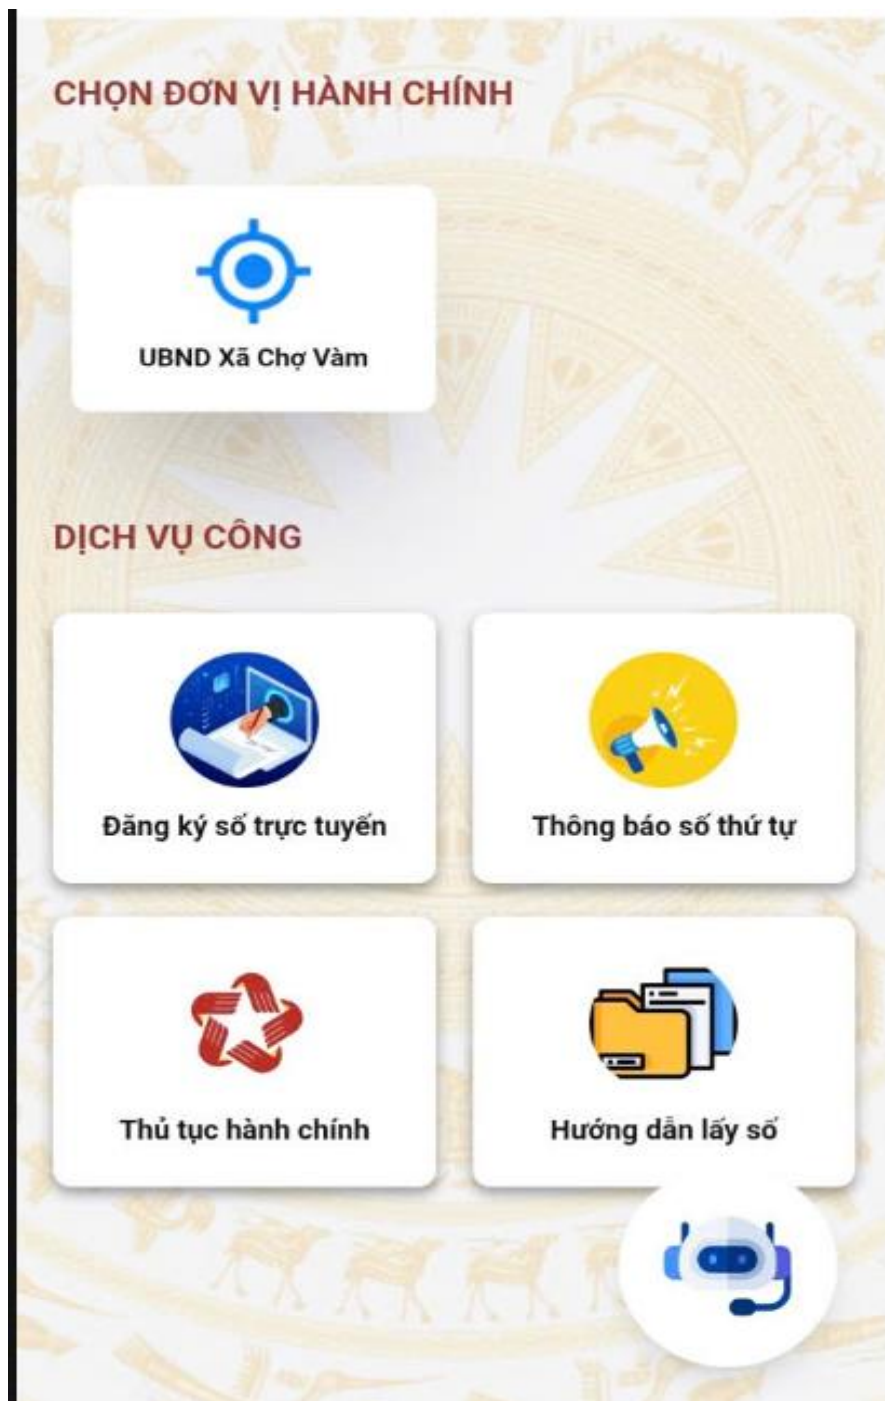 CHỌN ĐƠN VỊ HÀNH CHÍNH
UBND Xã Chợ Vàm
DỊCH VỤ CÔNG
Đăng ký số trực tuyến
Thông báo số thứ tự
Thủ tục hành chính
Hướng dẫn lấy số